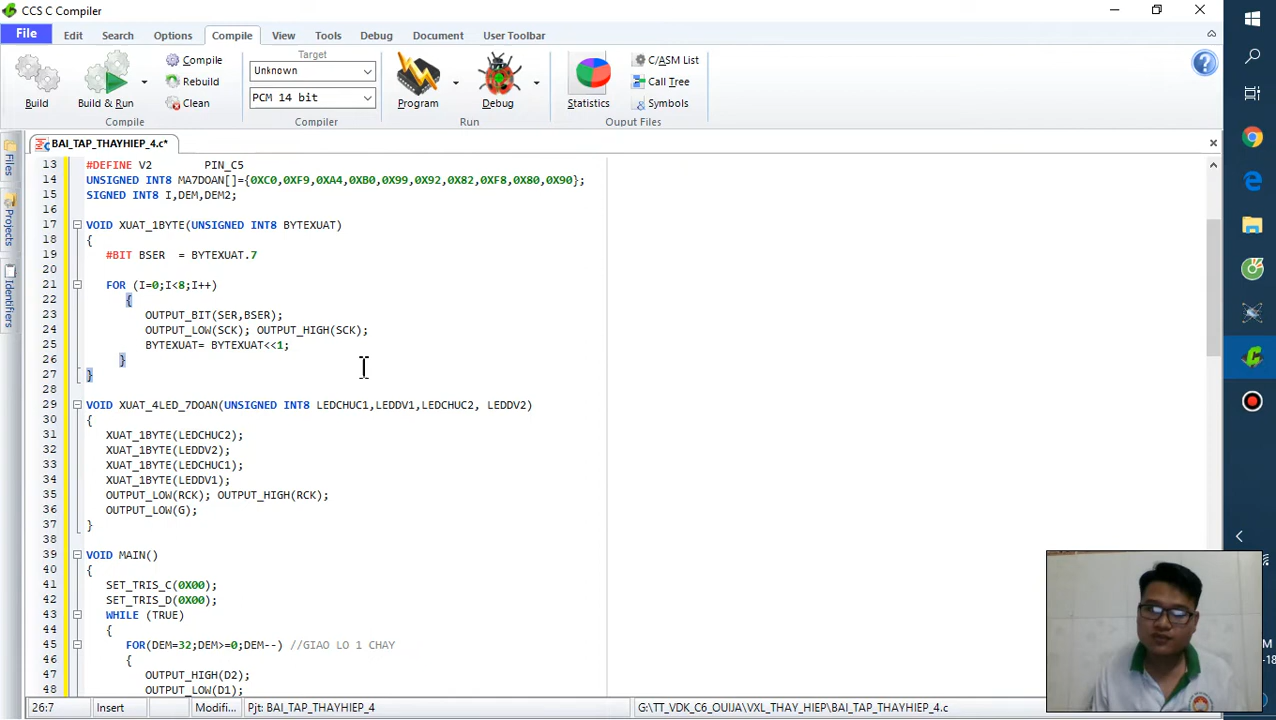 CCS C Compiler
File Edit Search Options Compile View Tools Debug Document User Toolbar
Build
Build & Run
Compile
Rebuild
Clean
Compile
Target
Unknown
PCM 14 bit
Compiler
Program
Debug
Run
Statistics
C/ASM List
Call Tree
Symbols
Ouput Files
Files
Projects
Identifiers
BAI_TAP_THAYHIEP_4.c*
13 #DEFINE V2 PIN_C5
14 UNSIGNED INT8 MA7DOAN[]={0XC0,0XF9,0XA4,0XB0,0X99,0X92,0X82,0XF8,0X80,0X90};
15 SIGNED INT8 I,DEM,DEM2;
16
17 VOID XUAT_1BYTE(UNSIGNED INT8 BYTEXUAT)
18 {
19 #BIT BSER = BYTEXUAT.7
20
21 FOR (I=0;I<8;I++)
22 {
23 OUTPUT_BIT(SER,BSER);
24 OUTPUT_LOW(SCK); OUTPUT_HIGH(SCK);
25 BYTEXUAT= BYTEXUAT<<1;
26 }
27 }
28
29 VOID XUAT_4LED_7DOAN(UNSIGNED INT8 LEDCHUC1,LEDDV1,LEDCHUC2, LEDDV2)
30 {
31 XUAT_1BYTE(LEDCHUC2);
32 XUAT_1BYTE(LEDDV2);
33 XUAT_1BYTE(LEDCHUC1);
34 XUAT_1BYTE(LEDDV1);
35 OUTPUT_LOW(RCK); OUTPUT_HIGH(RCK);
36 OUTPUT_LOW(G);
37 }
38
39 VOID MAIN()
40 {
41 SET_TRIS_C(0X00);
42 SET_TRIS_D(0X00);
43 WHILE (TRUE)
44 {
45 FOR(DEM=32;DEM>=0;DEM--) //GIAO LO 1 CHAY
46 {
47 OUTPUT_HIGH(D2);
48 OUTPUT_LOW(D1);
26:7 Insert Modifi... Pjt: BAI_TAP_THAYHIEP_4 G:\TT_VDK_C6_OUIJA\VXL_THAY_HIEP\BAI_TAP_THAYHIEP_4.c